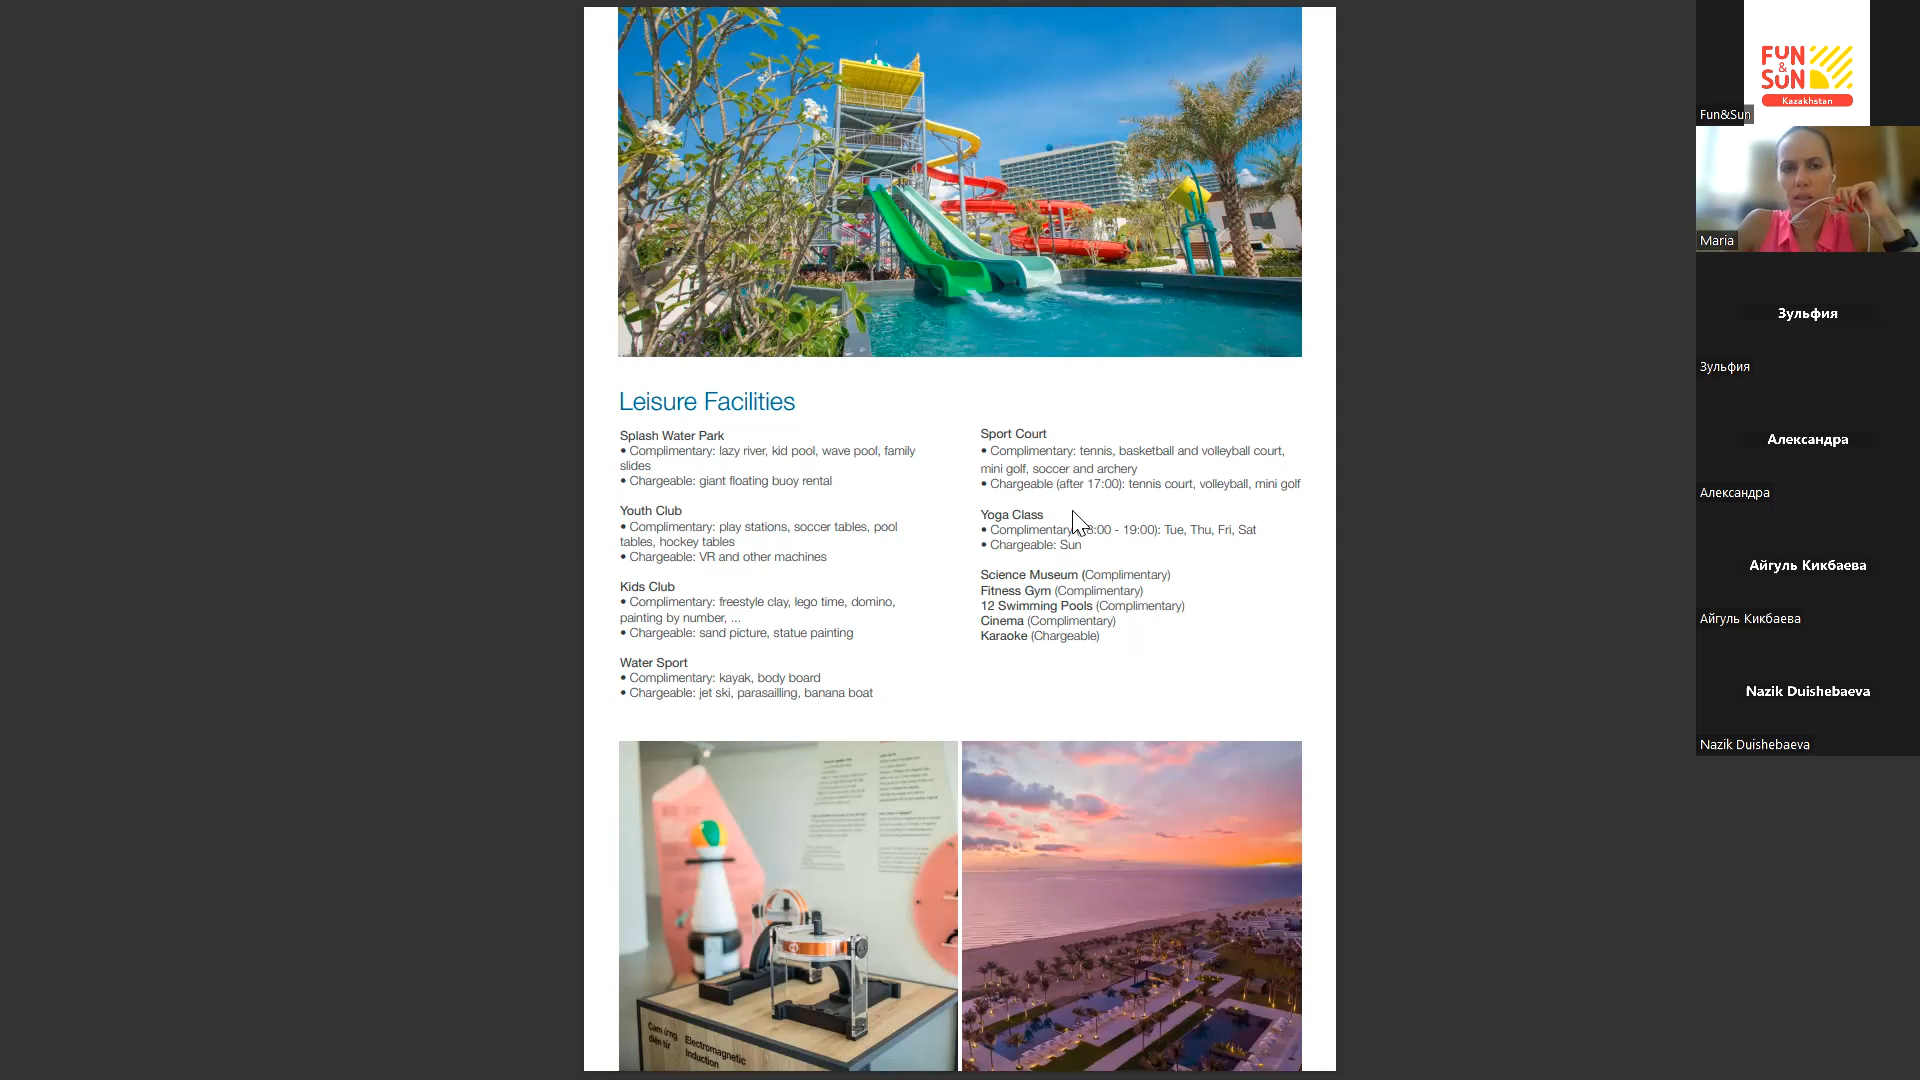 Leisure Facilities
Splash Water Park
• Complimentary: lazy river, kid pool, wave pool, family
slides
• Chargeable: giant floating buoy rental
Youth Club
• Complimentary: play stations, soccer tables, pool
tables, hockey tables
• Chargeable: VR and other machines
Kids Club
• Complimentary: freestyle clay, lego time, domino,
painting by number, ...
• Chargeable: sand picture, statue painting
Water Sport
• Complimentary: kayak, body board
• Chargeable: jet ski, parasailling, banana boat
Sport Court
• Complimentary: tennis, basketball and volleyball court,
mini golf, soccer and archery
• Chargeable (after 17:00): tennis court, volleyball, mini golf
Yoga Class
• Complimentary 8:00 - 19:00): Tue, Thu, Fri, Sat
• Chargeable: Sun
Science Museum (Complimentary)
Fitness Gym (Complimentary)
12 Swimming Pools (Complimentary)
Cinema (Complimentary)
Karaoke (Chargeable)
Cảm ứng
điện từ
Electromagnetic
Induction
FUN
&
SUN
Kazakhstan
Fun&Sun
Maria
Зульфия
Зульфия
Александра
Александра
Айгуль Кикбаева
Айгуль Кикбаева
Nazik Duishebaeva
Nazik Duishebaeva